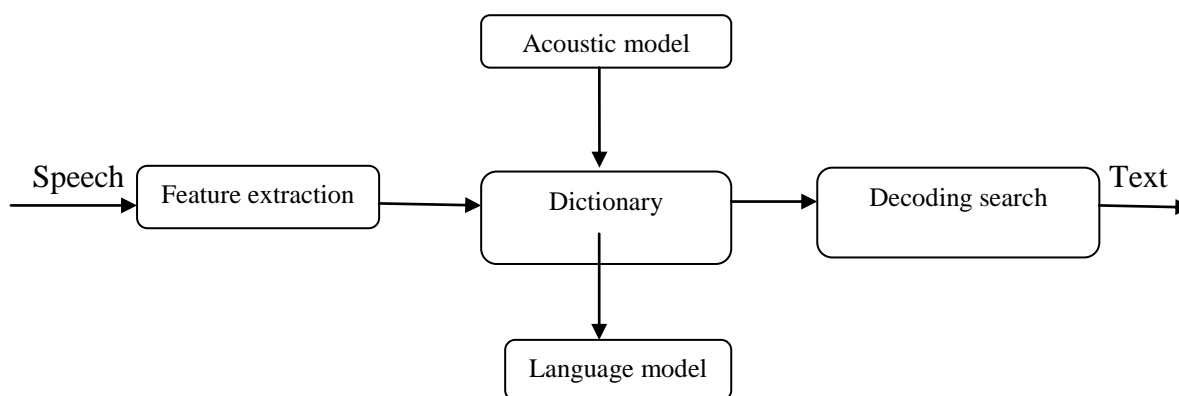 Acoustic model
Speech
Feature extraction
Dictionary
Decoding search
Text
Language model